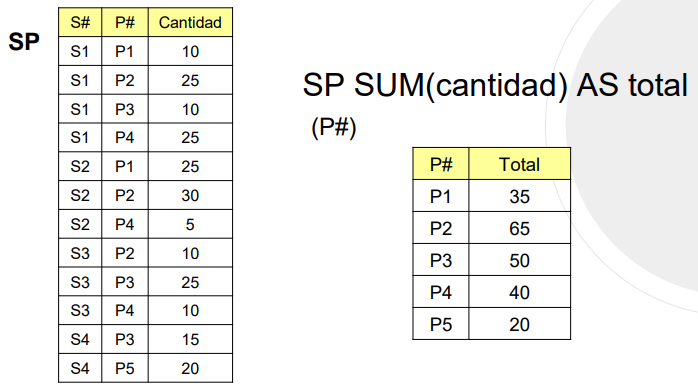 SP
S# P# Cantidad
S1 P1 10
S1 P2 25
S1 P3 10
S1 P4 25
S2 P1 25
S2 P2 30
S2 P4 5
S3 P2 10
S3 P3 25
S3 P4 10
S4 P3 15
S4 P5 20
SP SUM(cantidad) AS total
(P#)
P# Total
P1 35
P2 65
P3 50
P4 40
P5 20